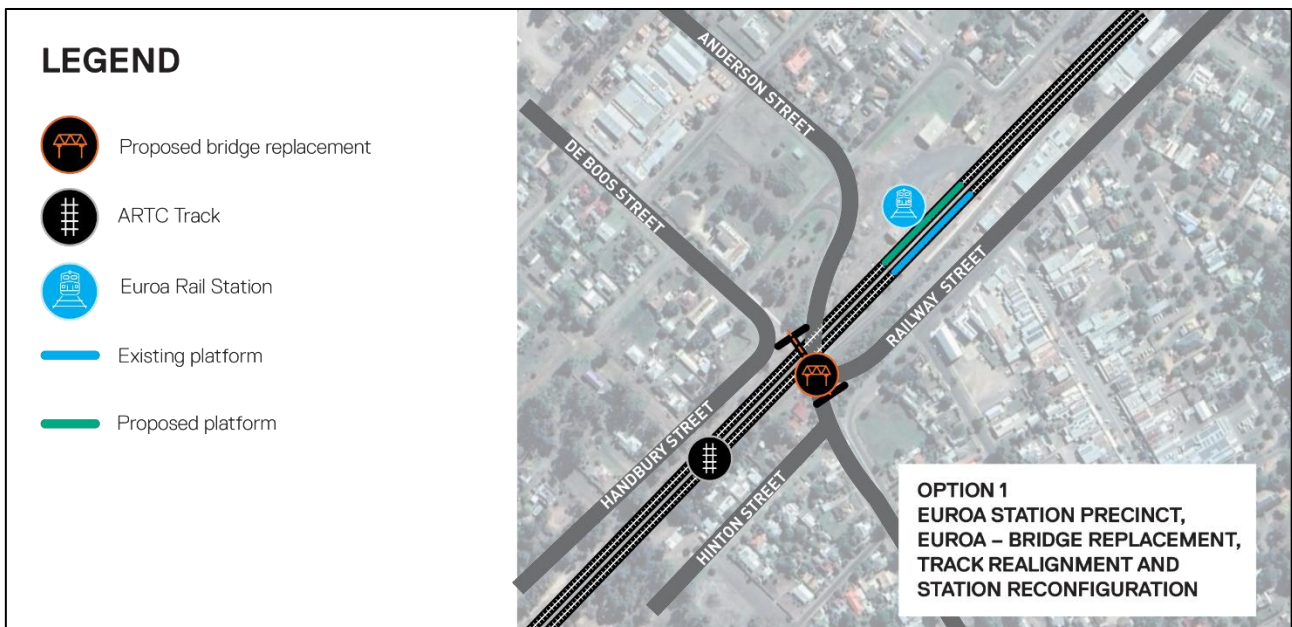 LEGEND
Proposed bridge replacement
ARTC Track
Euroa Rail Station
Existing platform
Proposed platform
ANDERSON STREET
DE BOOS STREET
RAILWAY STREET
HANDBURY STREET
HINTON STREET
OPTION 1
EUROA STATION PRECINCT,
EUROA – BRIDGE REPLACEMENT,
TRACK REALIGNMENT AND
STATION RECONFIGURATION